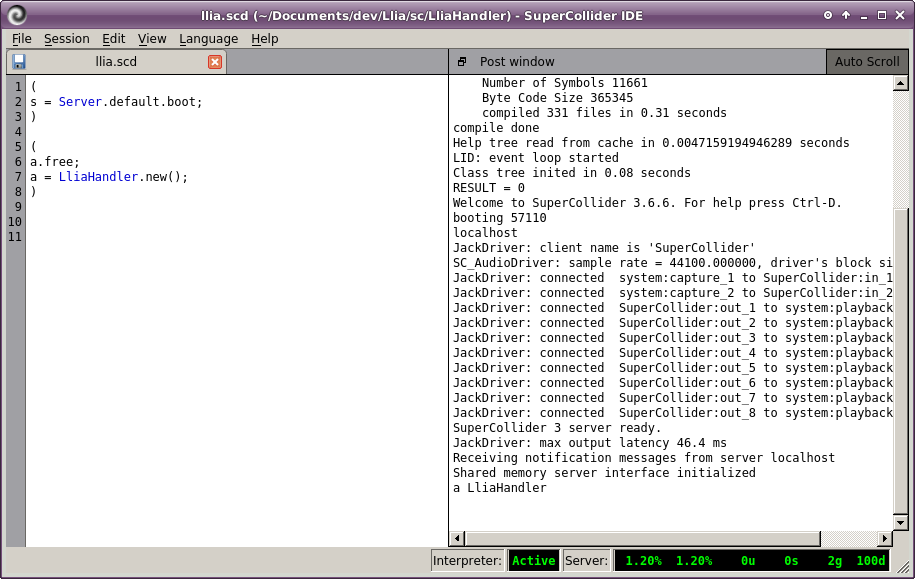 llia.scd (~/Documents/dev/Llia/sc/LliaHandler) - SuperCollider IDE
File Session Edit View Language Help
llia.scd
1 (
2 s = Server.default.boot;
3 )
4
5 (
6 a.free;
7 a = LliaHandler.new();
8 )
9
10
11
Post window Auto Scroll
Number of Symbols 11661
Byte Code Size 365345
compiled 331 files in 0.31 seconds
compile done
Help tree read from cache in 0.0047159194946289 seconds
LID: event loop started
Class tree inited in 0.08 seconds
RESULT = 0
Welcome to SuperCollider 3.6.6. For help press Ctrl-D.
booting 57110
localhost
JackDriver: client name is 'SuperCollider'
SC_AudioDriver: sample rate = 44100.000000, driver's block si
JackDriver: connected  system:capture_1 to SuperCollider:in_1
JackDriver: connected  system:capture_2 to SuperCollider:in_2
JackDriver: connected  SuperCollider:out_1 to system:playback
JackDriver: connected  SuperCollider:out_2 to system:playback
JackDriver: connected  SuperCollider:out_3 to system:playback
JackDriver: connected  SuperCollider:out_4 to system:playback
JackDriver: connected  SuperCollider:out_5 to system:playback
JackDriver: connected  SuperCollider:out_6 to system:playback
JackDriver: connected  SuperCollider:out_7 to system:playback
JackDriver: connected  SuperCollider:out_8 to system:playback
SuperCollider 3 server ready.
JackDriver: max output latency 46.4 ms
Receiving notification messages from server localhost
Shared memory server interface initialized
a LliaHandler
Interpreter: Active Server: 1.20% 1.20% 0u 0s 2g 100d